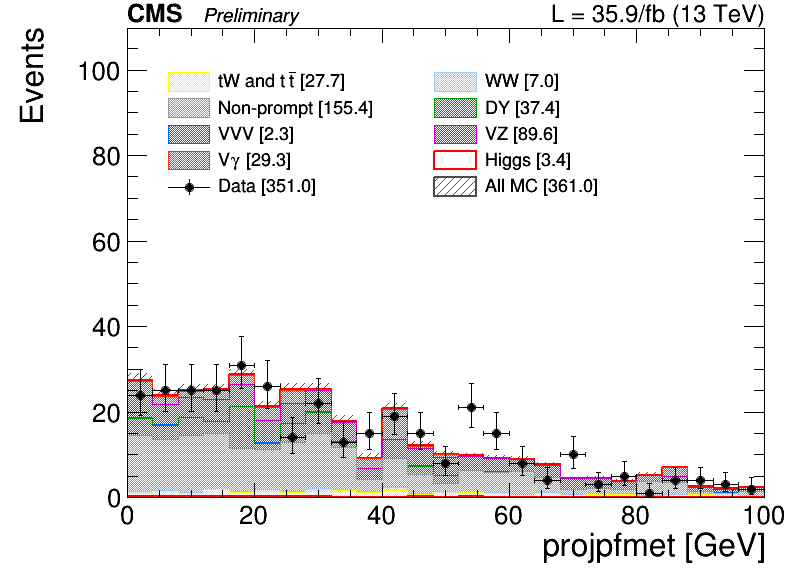 CMS Preliminary L = 35.9/fb (13 TeV)
Events
100
80
60
40
20
0
tW and t t̅ [27.7]
Non-prompt [155.4]
VVV [2.3]
Vγ [29.3]
Data [351.0]
WW [7.0]
DY [37.4]
VZ [89.6]
Higgs [3.4]
All MC [361.0]
0 20 40 60 80 100
projpfmet [GeV]